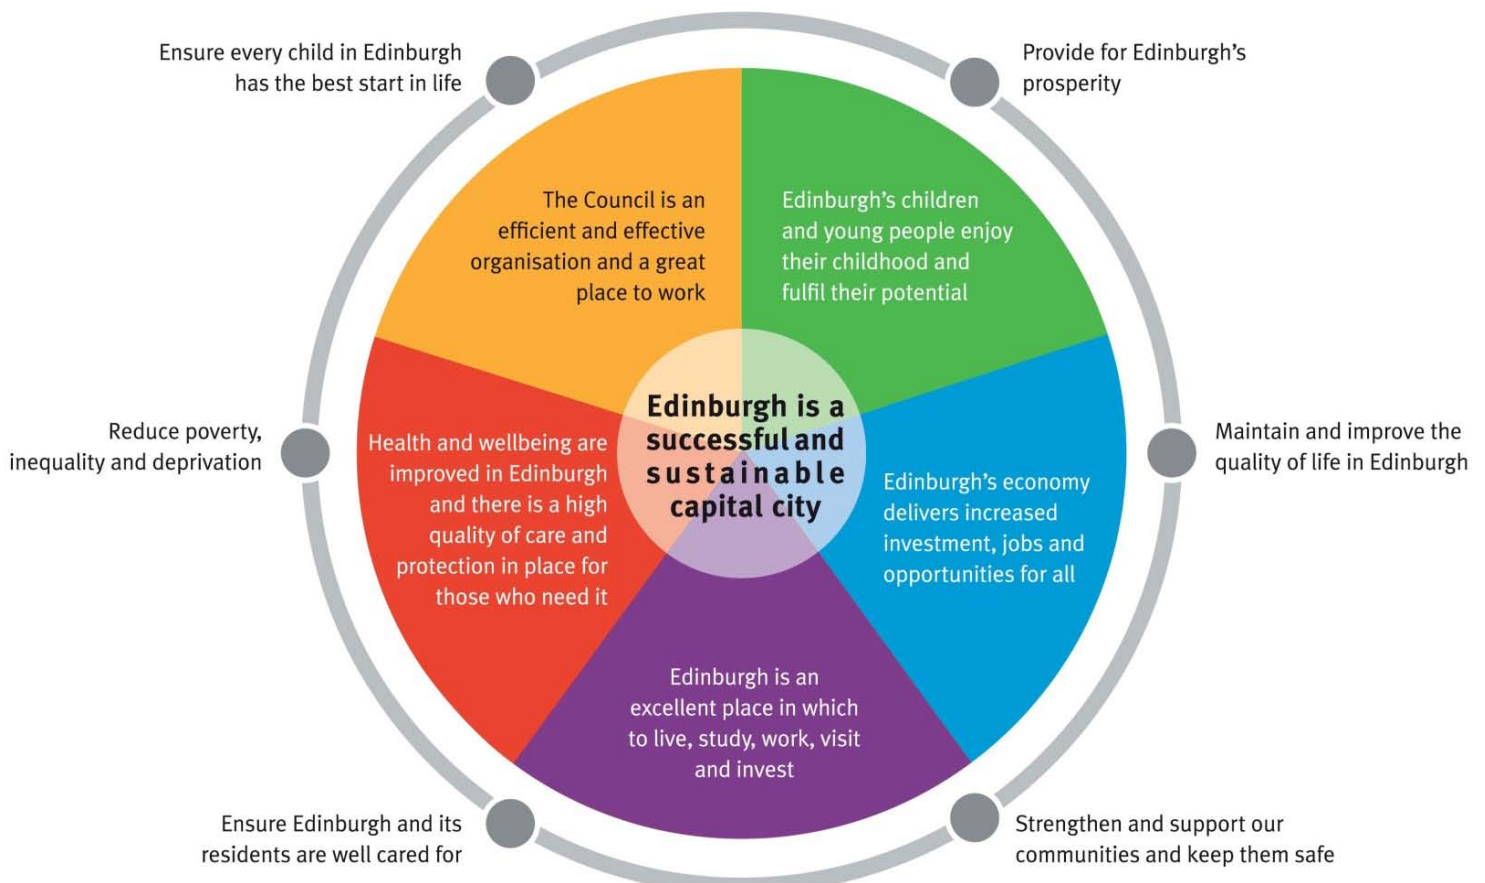 Ensure every child in Edinburgh
has the best start in life
Provide for Edinburgh's
prosperity
The Council is an
efficient and effective
organisation and a great
place to work
Edinburgh's children
and young people enjoy
their childhood and
fulfil their potential
Edinburgh is a
successful and
sustainable
capital city
Reduce poverty,
inequality and deprivation
Health and wellbeing are
improved in Edinburgh
and there is a high
quality of care and
protection in place for
those who need it
Edinburgh's economy
delivers increased
investment, jobs and
opportunities for all
Maintain and improve the
quality of life in Edinburgh
Edinburgh is an
excellent place in which
to live, study, work, visit
and invest
Ensure Edinburgh and its
residents are well cared for
Strengthen and support our
communities and keep them safe